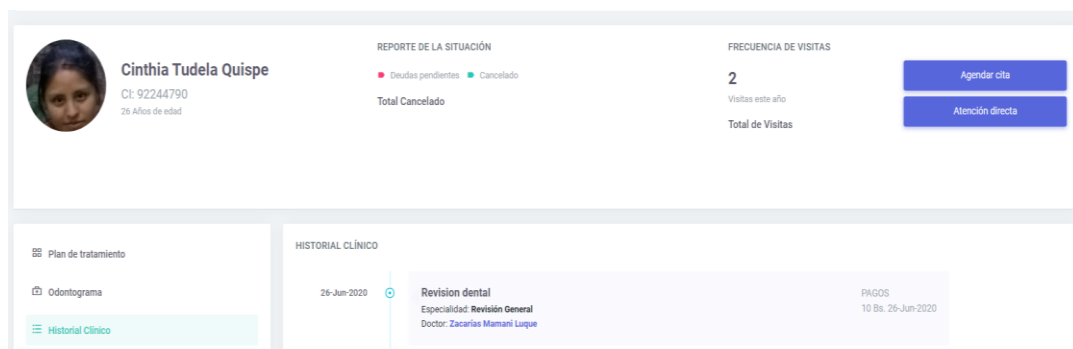 Cinthia Tudela Quispe
CI: 92244790
26 Años de edad
REPORTE DE LA SITUACIÓN
Deudas pendientes Cancelado
Total Cancelado
FRECUENCIA DE VISITAS
2
Visitas este año
Total de Visitas
Agendar cita
Atención directa
Plan de tratamiento
Odontograma
Historial Clinico
HISTORIAL CLÍNICO
26-Jun-2020
Revision dental
Especialidad: Revisión General
Doctor: Zacarias Mamani Luque
PAGOS
10 Bs. 26-Jun-2020